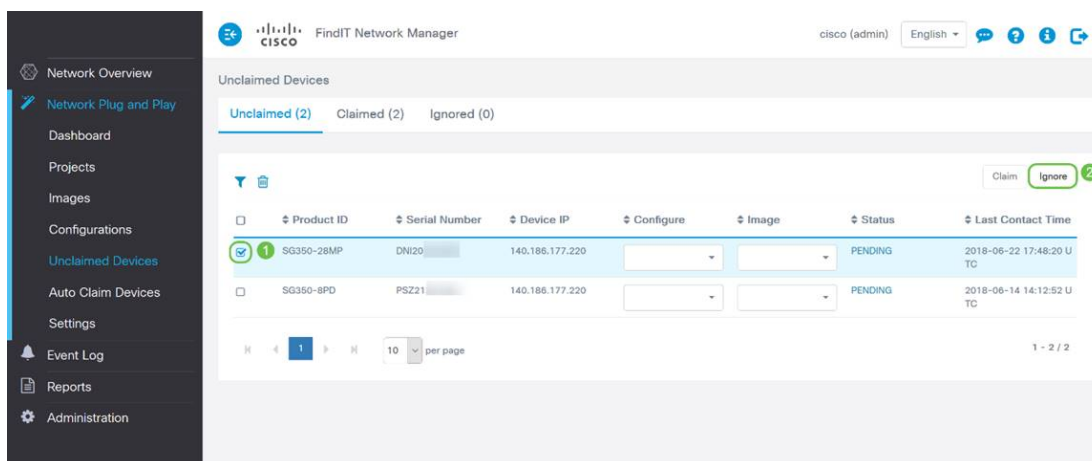 CISCO FindIT Network Manager cisco (admin) English
Network Overview
Network Plug and Play
Dashboard
Projects
Images
Configurations
Unclaimed Devices
Auto Claim Devices
Settings
Event Log
Reports
Administration
Unclaimed Devices
Unclaimed (2) Claimed (2) Ignored (0)
Claim Ignore 2
Product ID Serial Number Device IP Configure Image Status Last Contact Time
1 SG350-28MP DNI20 140.186.177.220 PENDING 2018-06-22 17:48:20 U
TC
SG350-8PD PSZ21 140.186.177.220 PENDING 2018-06-14 14:12:52 U
TC
1 10 per page 1 - 2 / 2